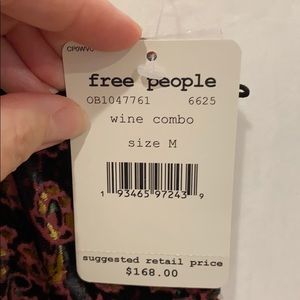 free people
OB1047761 6625
wine combo
size M
1 93465 97243 9
suggested retail price
$168.00